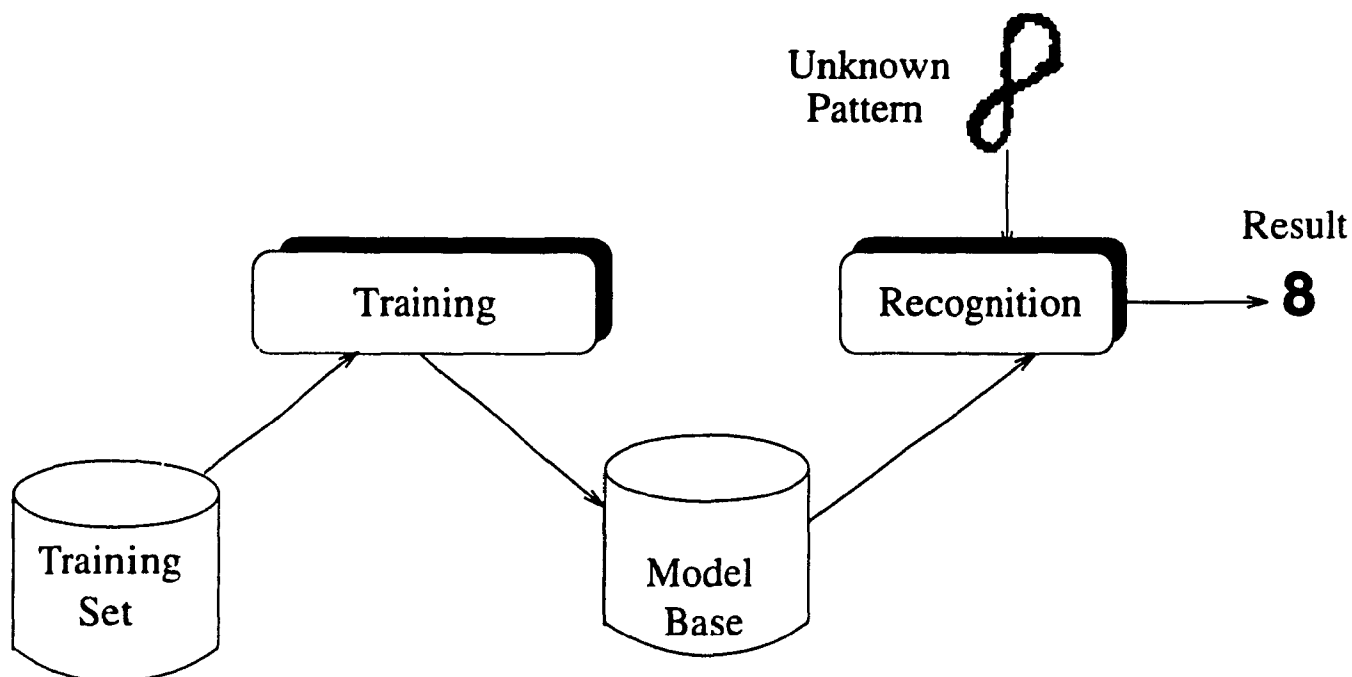 Unknown
Pattern
Result
Training
Recognition
8
Training
Set
Model
Base